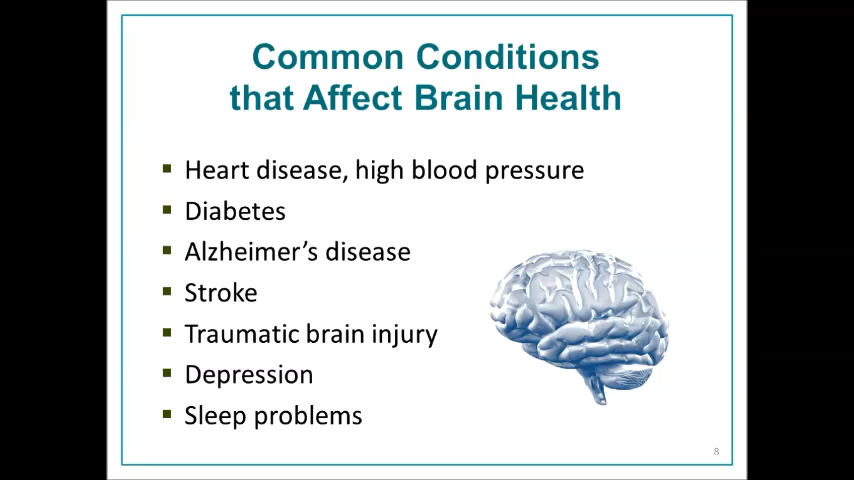 Common Conditions
that Affect Brain Health
▪ Heart disease, high blood pressure
▪ Diabetes
▪ Alzheimer’s disease
▪ Stroke
▪ Traumatic brain injury
▪ Depression
▪ Sleep problems
8